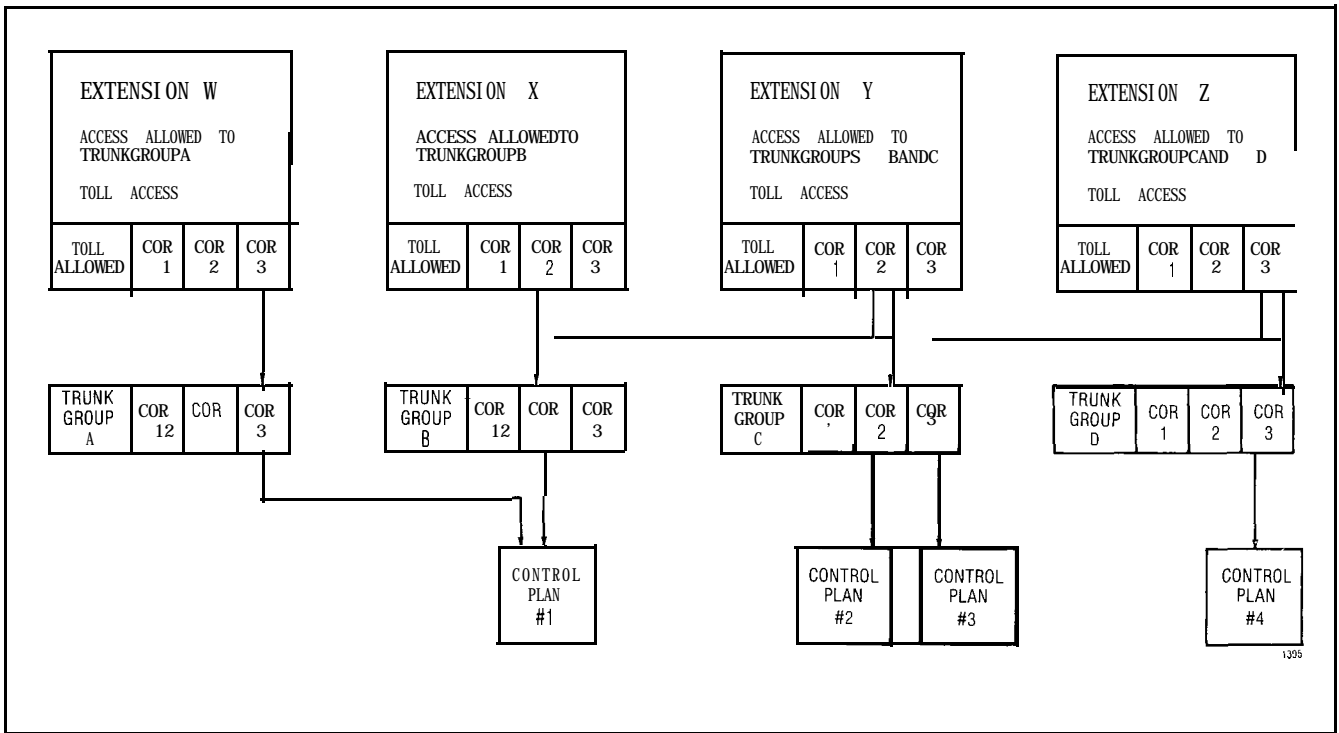 EXTENSION W
ACCESS ALLOWED TO
TRUNKGROUPA
TOLL ACCESS
TOLL ALLOWED
COR 1
COR 2
COR 3
EXTENSION X
ACCESS ALLOWEDTO
TRUNKGROUPB
TOLL ACCESS
TOLL ALLOWED
COR 1
COR 2
COR 3
EXTENSION Y
ACCESS ALLOWED TO
TRUNKGROUPS BANDC
TOLL ACCESS
TOLL ALLOWED
COR 1
COR 2
COR 3
EXTENSION Z
ACCESS ALLOWED TO
TRUNKGROUPCAND D
TOLL ACCESS
TOLL ALLOWED
COR 1
COR 2
COR 3
TRUNK GROUP A
COR 12
COR
COR 3
TRUNK GROUP B
COR 12
COR
COR 3
TRUNK GROUP C
COR ,
COR 2
COR 3
TRUNK GROUP D
COR 1
COR 2
COR 3
CONTROL
PLAN
#1
CONTROL
PLAN
#2
CONTROL
PLAN
#3
CONTROL
PLAN
#4
1395